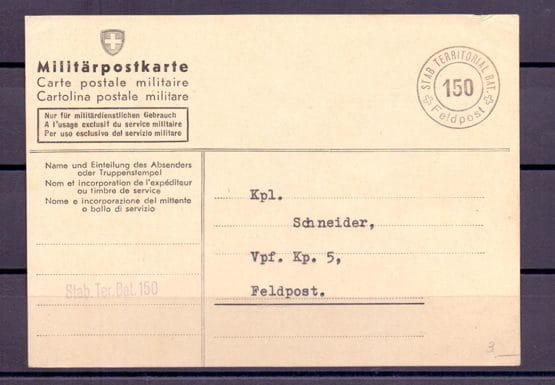 Militärpostkarte
Carte postale militaire
Cartolina postale militare
Nur für militärdienstlichen Gebrauch
A l'usage exclusif du service militaire
Per uso esclusivo del servizio militare
STAB TERRITORIAL BAT.
150
Feldpost
Name und Einteilung des Absenders
oder Truppenstempel
Nom et incorporation de l'expéditeur
ou timbre de service
Nome e incorporazione del mittente
o bollo di servizio
Stab. Ter. Bat. 150
Kpl.
Schneider,
Vpf. Kp. 5,
Feldpost.
3.—